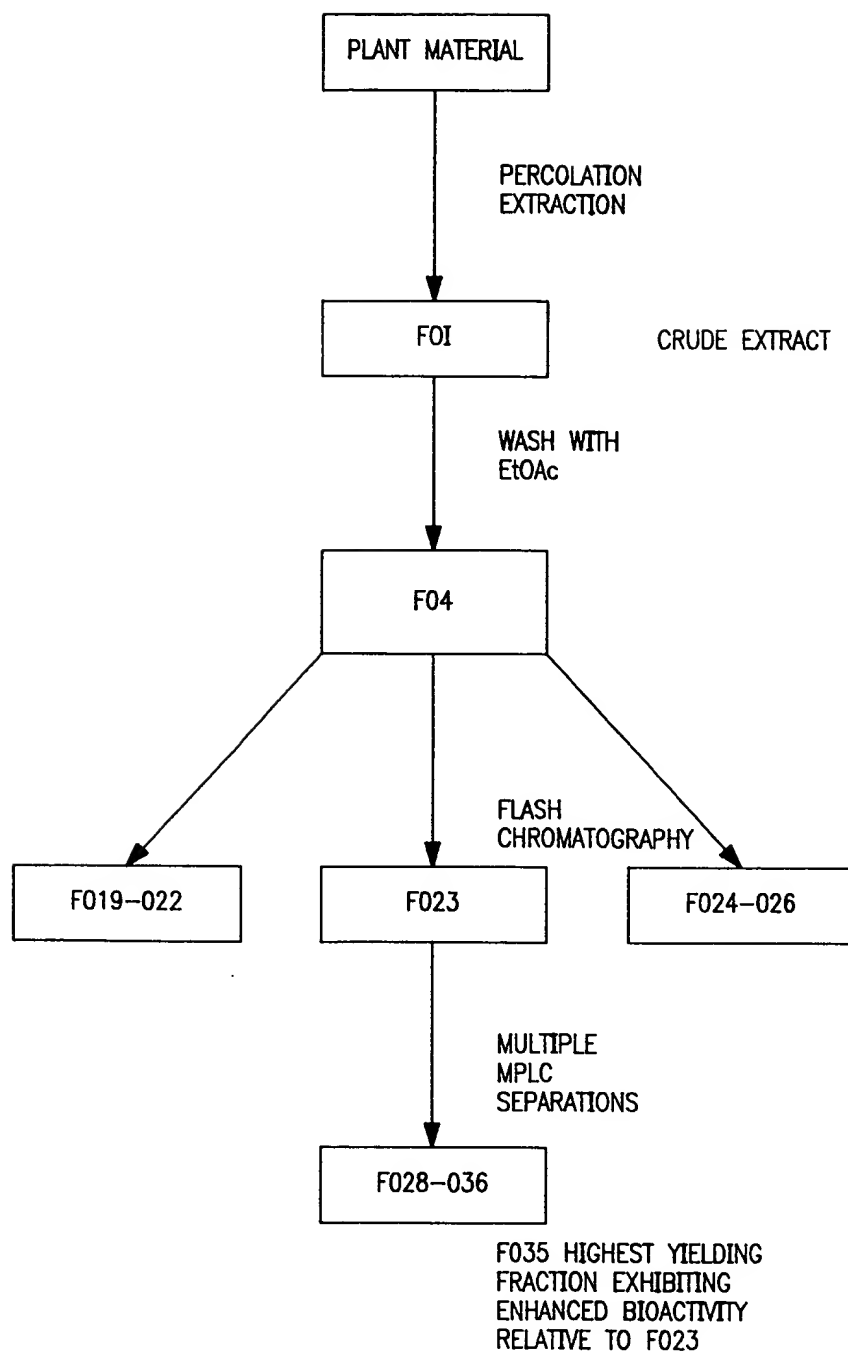 PLANT MATERIAL
PERCOLATION
EXTRACTION
F0I
CRUDE EXTRACT
WASH WITH
EtOAc
F04
FLASH
CHROMATOGRAPHY
F019-022
F023
F024-026
MULTIPLE
MPLC
SEPARATIONS
F028-036
F035 HIGHEST YIELDING
FRACTION EXHIBITING
ENHANCED BIOACTIVITY
RELATIVE TO F023